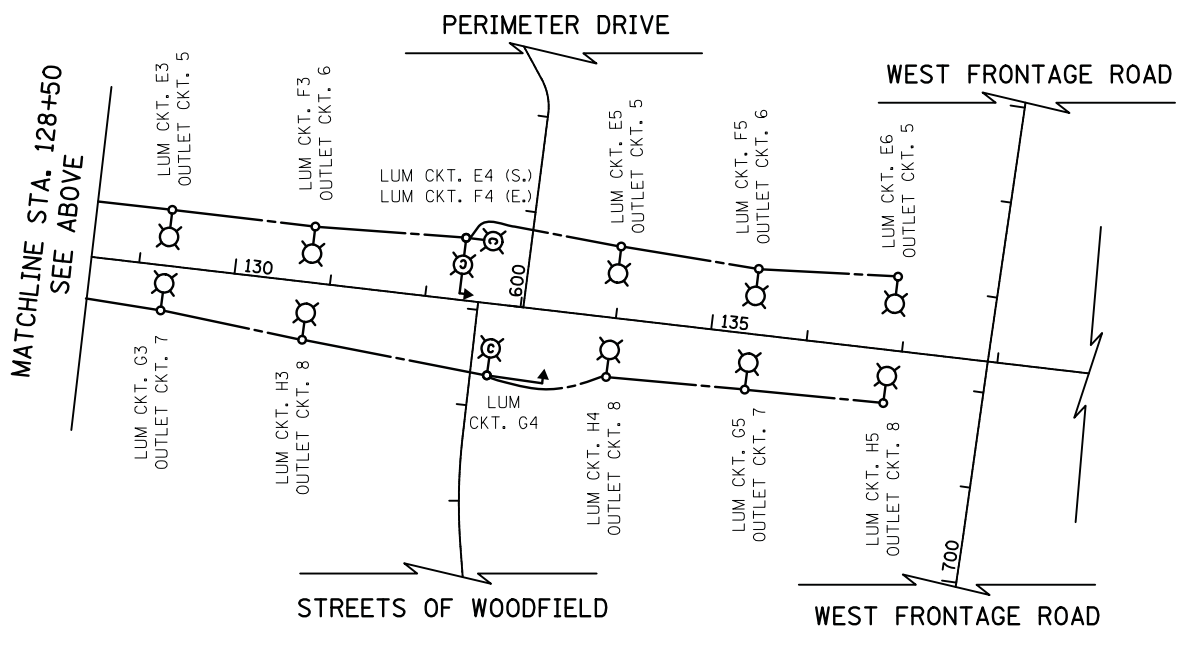 PERIMETER DRIVE
WEST FRONTAGE ROAD
MATCHLINE STA. 128+50
SEE ABOVE
LUM CKT. E3
OUTLET CKT. 5
LUM CKT. F3
OUTLET CKT. 6
LUM CKT. E4 (S.)
LUM CKT. F4 (E.)
LUM CKT. E5
OUTLET CKT. 5
LUM CKT. F5
OUTLET CKT. 6
LUM CKT. E6
OUTLET CKT. 5
C
C
130
600
135
C
LUM CKT. G3
OUTLET CKT. 7
LUM CKT. H3
OUTLET CKT. 8
LUM
CKT. G4
LUM CKT. H4
OUTLET CKT. 8
LUM CKT. G5
OUTLET CKT. 7
LUM CKT. H5
OUTLET CKT. 8
700
STREETS OF WOODFIELD
WEST FRONTAGE ROAD